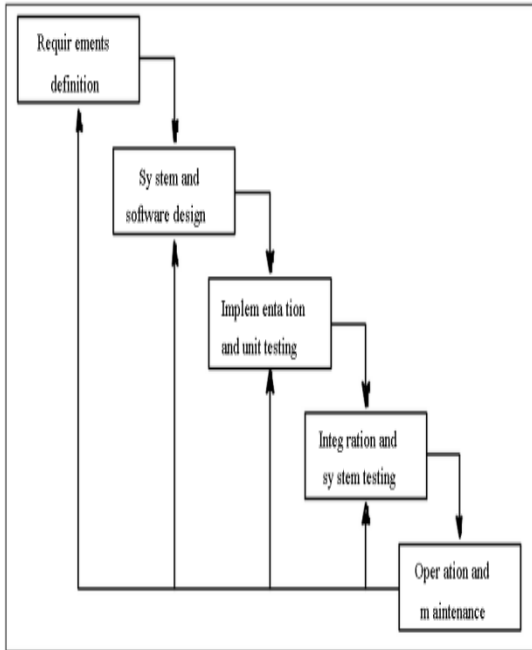 Requir ements
definition
Sy stem and
software design
Implem enta tion
and unit testing
Integ ration and
sy stem testing
Oper ation and
m aintenance